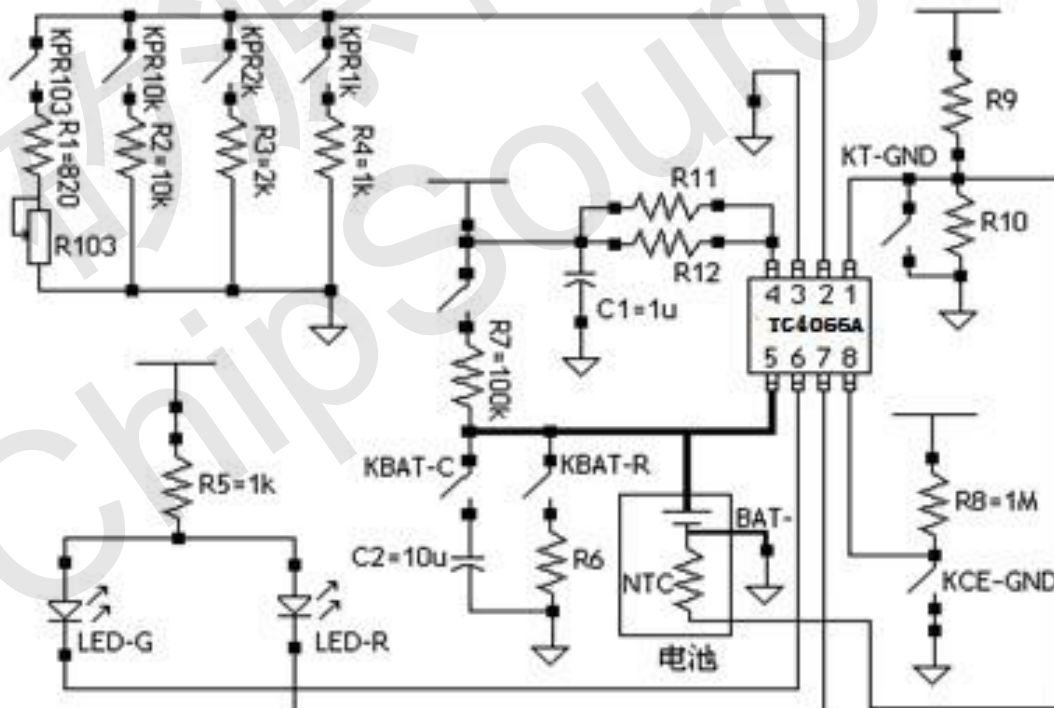 KPR103
KPR10k
KPR2k
KPR1k
R1=820
R2=10k
R3=2k
R4=1k
R103
R9
KT-GND
R10
R11
R12
C1=1u
4 3 2 1
TC4066A
5 6 7 8
R7=100k
R5=1k
KBAT-C
KBAT-R
BAT-
R8=1M
C2=10u
R6
NTC
KCE-GND
LED-G
LED-R
电池
ChipSourc